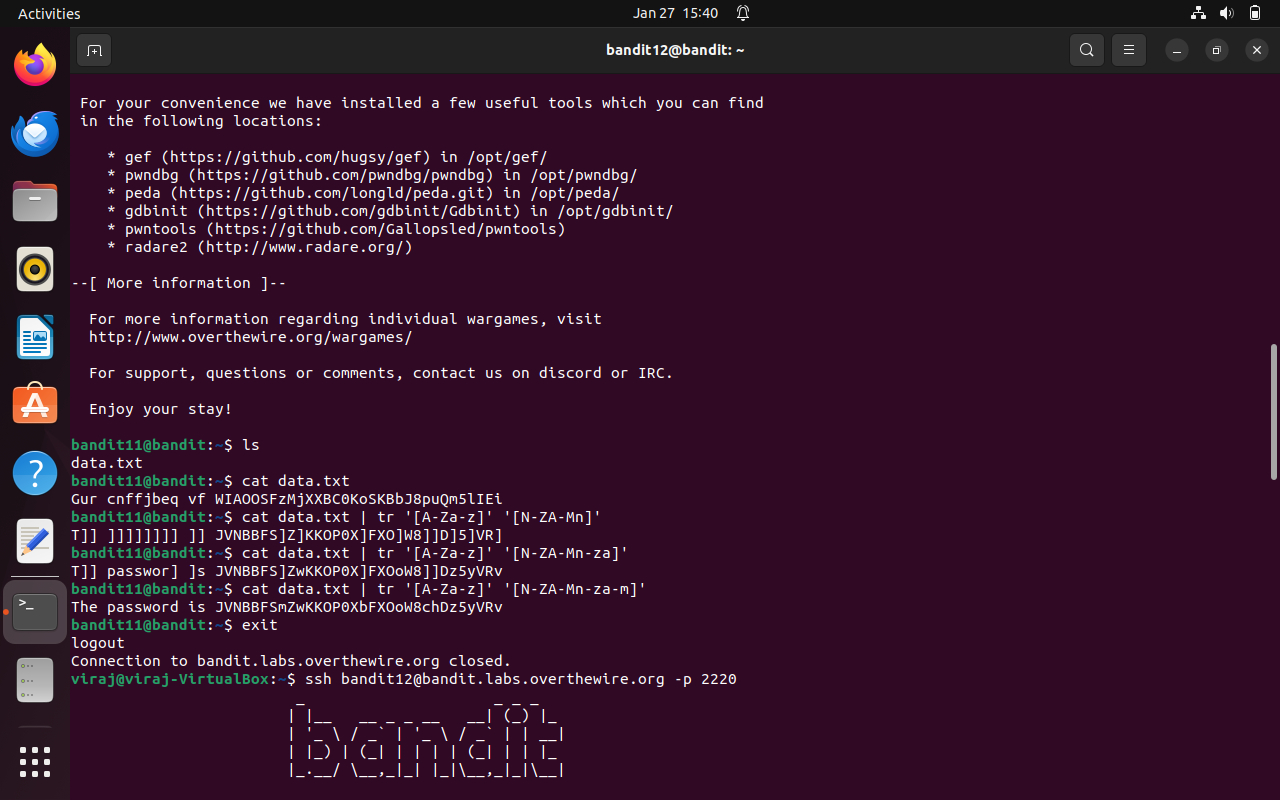 Activities
Jan 27 15:40
bandit12@bandit: ~
For your convenience we have installed a few useful tools which you can find
in the following locations:
* gef (https://github.com/hugsy/gef) in /opt/gef/
* pwndbg (https://github.com/pwndbg/pwndbg) in /opt/pwndbg/
* peda (https://github.com/longld/peda.git) in /opt/peda/
* gdbinit (https://github.com/gdbinit/Gdbinit) in /opt/gdbinit/
* pwntools (https://github.com/Gallopsled/pwntools)
* radare2 (http://www.radare.org/)
--[ More information ]--
For more information regarding individual wargames, visit
http://www.overthewire.org/wargames/
For support, questions or comments, contact us on discord or IRC.
Enjoy your stay!
bandit11@bandit:~$ ls
data.txt
bandit11@bandit:~$ cat data.txt
Gur cnffjbeq vf WIAOOSFzMjXXBC0KoSKBbJ8puQm5lIEi
bandit11@bandit:~$ cat data.txt | tr '[A-Za-z]' '[N-ZA-Mn]'
T]] ]]]]]]]] ]] JVNBBFS]Z]KKOP0X]FXO]W8]]D]5]VR]
bandit11@bandit:~$ cat data.txt | tr '[A-Za-z]' '[N-ZA-Mn-za]'
T]] passwor] ]s JVNBBFS]ZwKKOP0X]FXOoW8]]Dz5yVRv
bandit11@bandit:~$ cat data.txt | tr '[A-Za-z]' '[N-ZA-Mn-za-m]'
The password is JVNBBFSmZwKKOP0XbFXOoW8chDz5yVRv
bandit11@bandit:~$ exit
logout
Connection to bandit.labs.overthewire.org closed.
viraj@viraj-VirtualBox:~$ ssh bandit12@bandit.labs.overthewire.org -p 2220
bandit